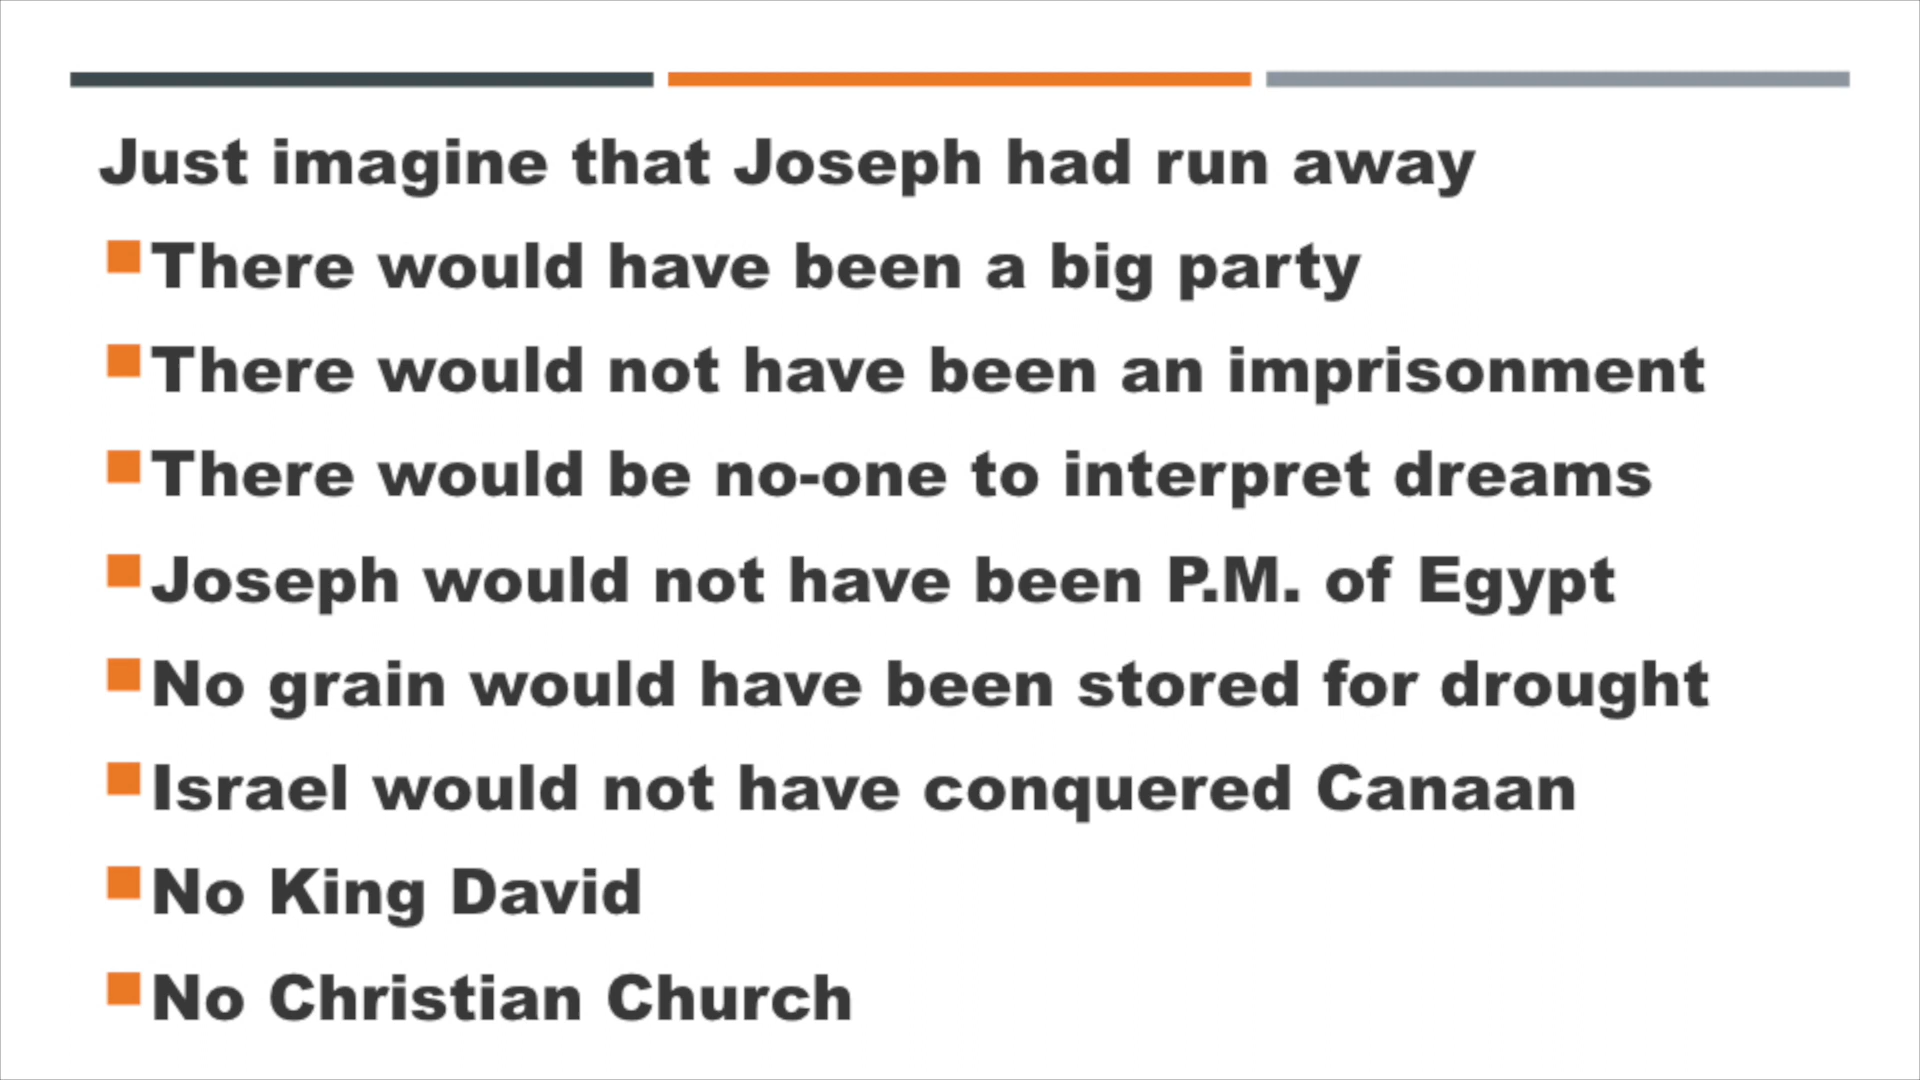 Just imagine that Joseph had run away
There would have been a big party
There would not have been an imprisonment
There would be no-one to interpret dreams
Joseph would not have been P.M. of Egypt
No grain would have been stored for drought
Israel would not have conquered Canaan
No King David
No Christian Church